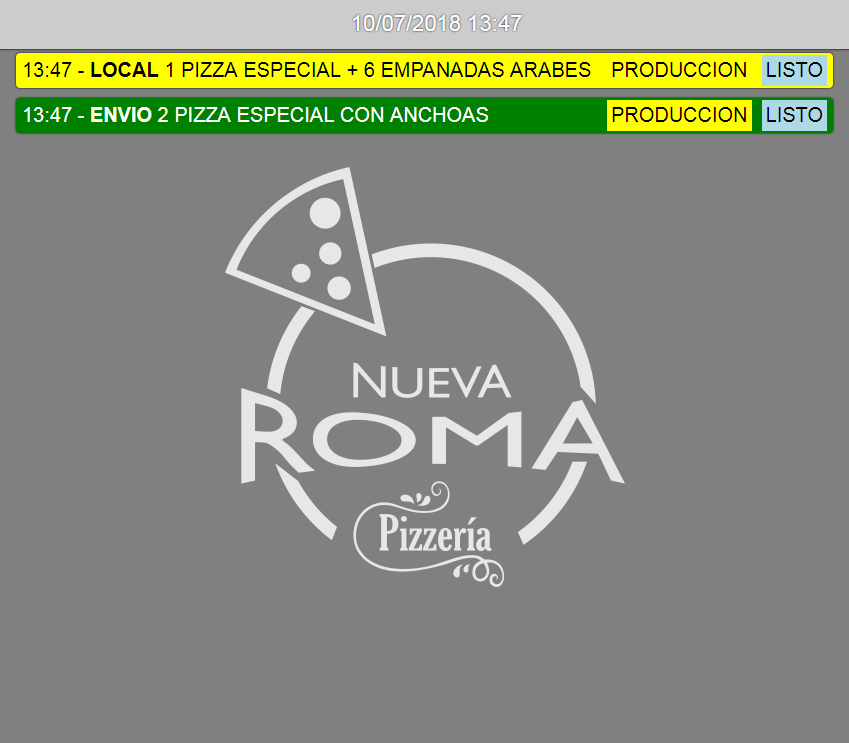 10/07/2018 13:47
13:47 - LOCAL 1 PIZZA ESPECIAL + 6 EMPANADAS ARABES PRODUCCION LISTO
13:47 - ENVIO 2 PIZZA ESPECIAL CON ANCHOAS PRODUCCION LISTO
NUEVA
ROMA
Pizzería